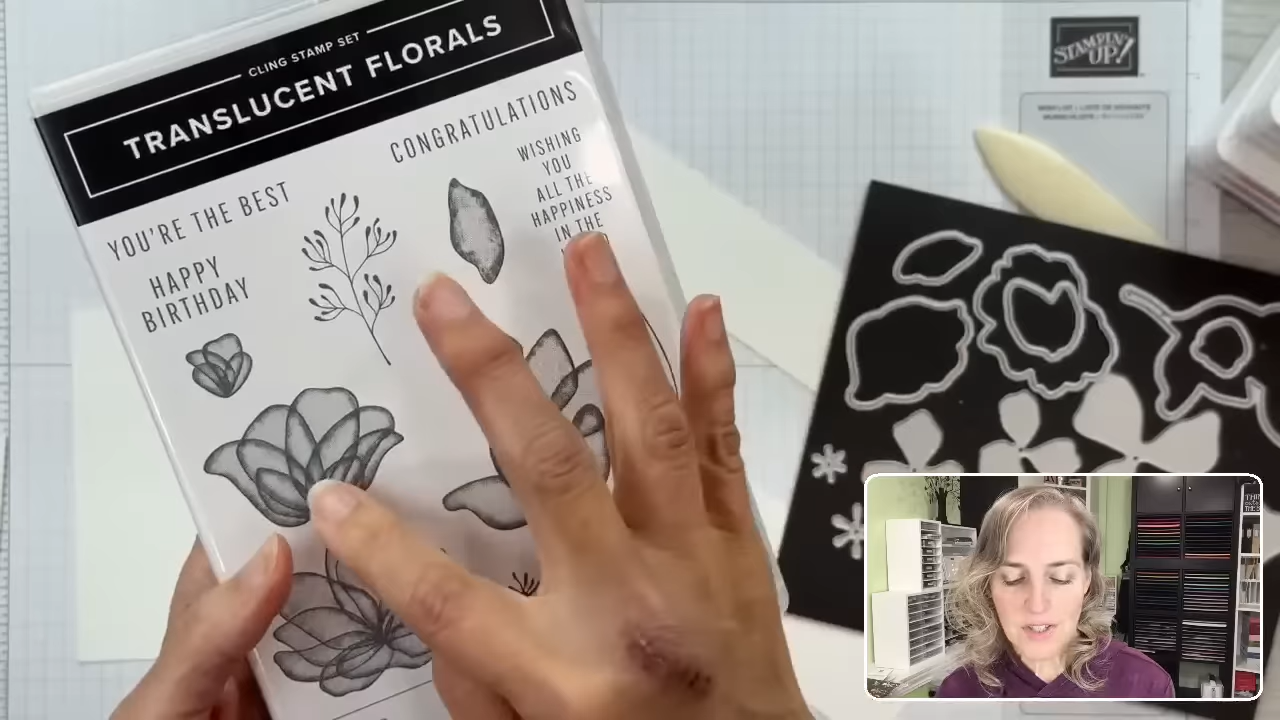 CLING STAMP SET
TRANSLUCENT FLORALS
CONGRATULATIONS
YOU'RE THE BEST
HAPPY
BIRTHDAY
WISHING
YOU
ALL THE
HAPPINESS
IN THE
STAMPIN'
UP!